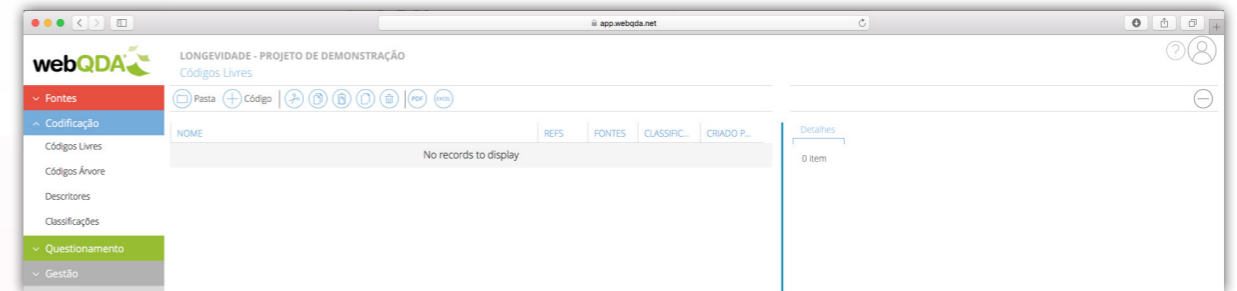 app.webqda.net
webQDA
LONGEVIDADE - PROJETO DE DEMONSTRAÇÃO
Códigos Livres
Fontes
Pasta
Código
PDF
EXCEL
Codificação
Códigos Livres
Códigos Árvore
Descritores
Classificações
Questionamento
Gestão
NOME
REFS
FONTES
CLASSIFIC...
CRIADO P...
No records to display
Detalhes
0 item